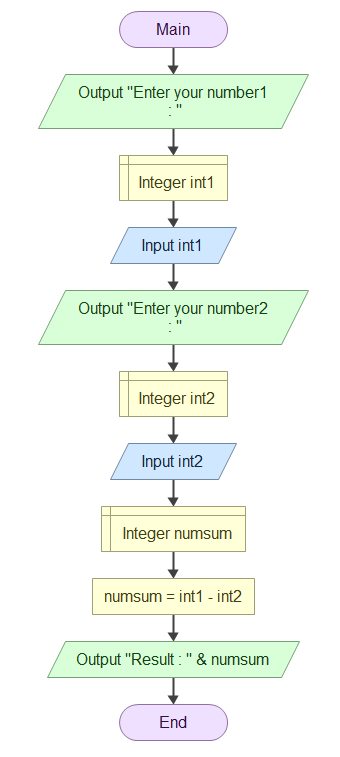 Main
Output "Enter your number1
: "
Integer int1
Input int1
Output "Enter your number2
: "
Integer int2
Input int2
Integer numsum
numsum = int1 - int2
Output "Result : " & numsum
End